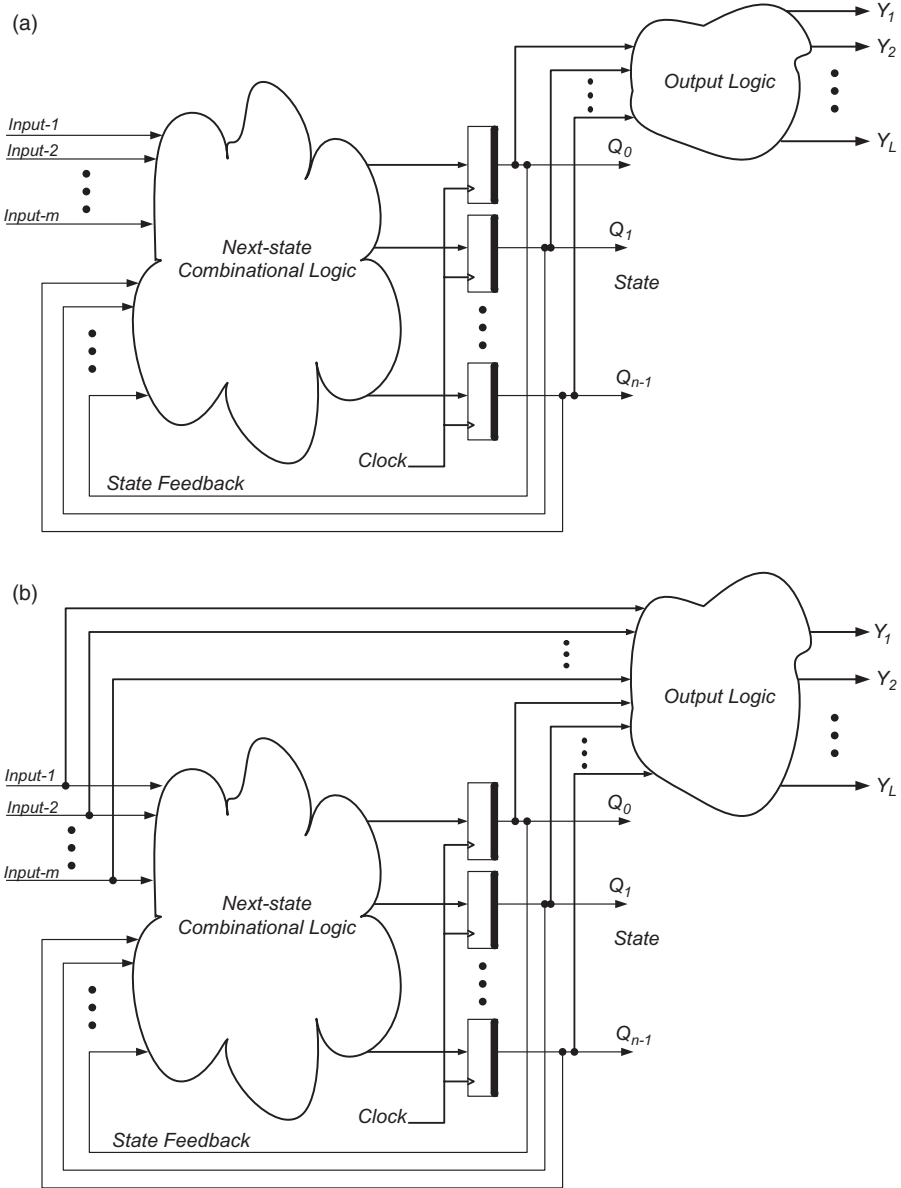 (a)
Y1
Y2
Output Logic
YL
Input-1
Input-2
Input-m
Q0
Next-state
Combinational Logic
Q1
State
Qn-1
Clock
State Feedback
(b)
Y1
Y2
Output Logic
YL
Input-1
Input-2
Input-m
Q0
Next-state
Combinational Logic
Q1
State
Qn-1
Clock
State Feedback